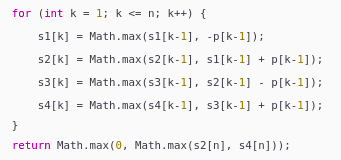 for (int k = 1; k <= n; k++) {
    s1[k] = Math.max(s1[k-1], -p[k-1]);
    s2[k] = Math.max(s2[k-1], s1[k-1] + p[k-1]);
    s3[k] = Math.max(s3[k-1], s2[k-1] - p[k-1]);
    s4[k] = Math.max(s4[k-1], s3[k-1] + p[k-1]);
}
return Math.max(0, Math.max(s2[n], s4[n]));